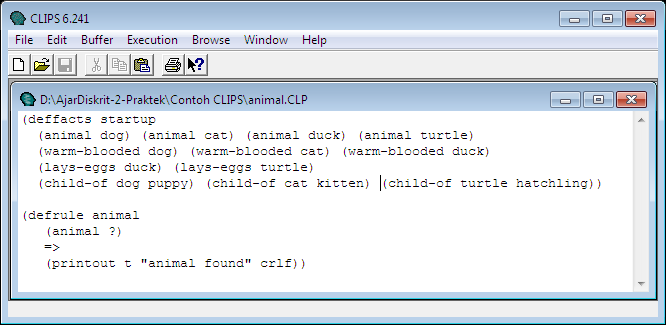 CLIPS 6.241
File Edit Buffer Execution Browse Window Help
D:\AjarDiskrit-2-Praktek\Contoh CLIPS\animal.CLP
(deffacts startup
  (animal dog) (animal cat) (animal duck) (animal turtle)
  (warm-blooded dog) (warm-blooded cat) (warm-blooded duck)
  (lays-eggs duck) (lays-eggs turtle)
  (child-of dog puppy) (child-of cat kitten) (child-of turtle hatchling))
(defrule animal
   (animal ?)
   =>
   (printout t "animal found" crlf))